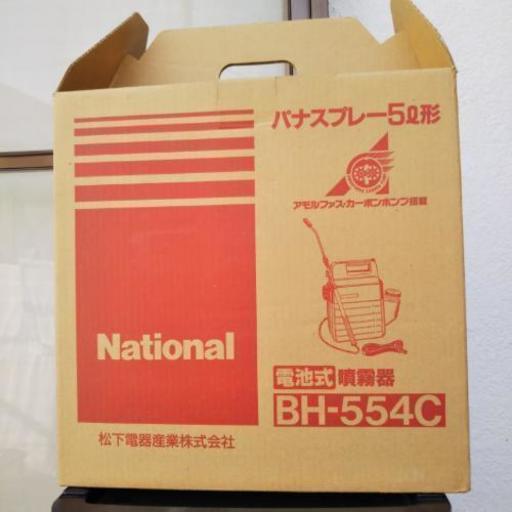 パナスプレー5ℓ形
アモルファス・カーボンポンプ搭載
National
電池式 噴霧器
BH-554C
松下電器産業株式会社